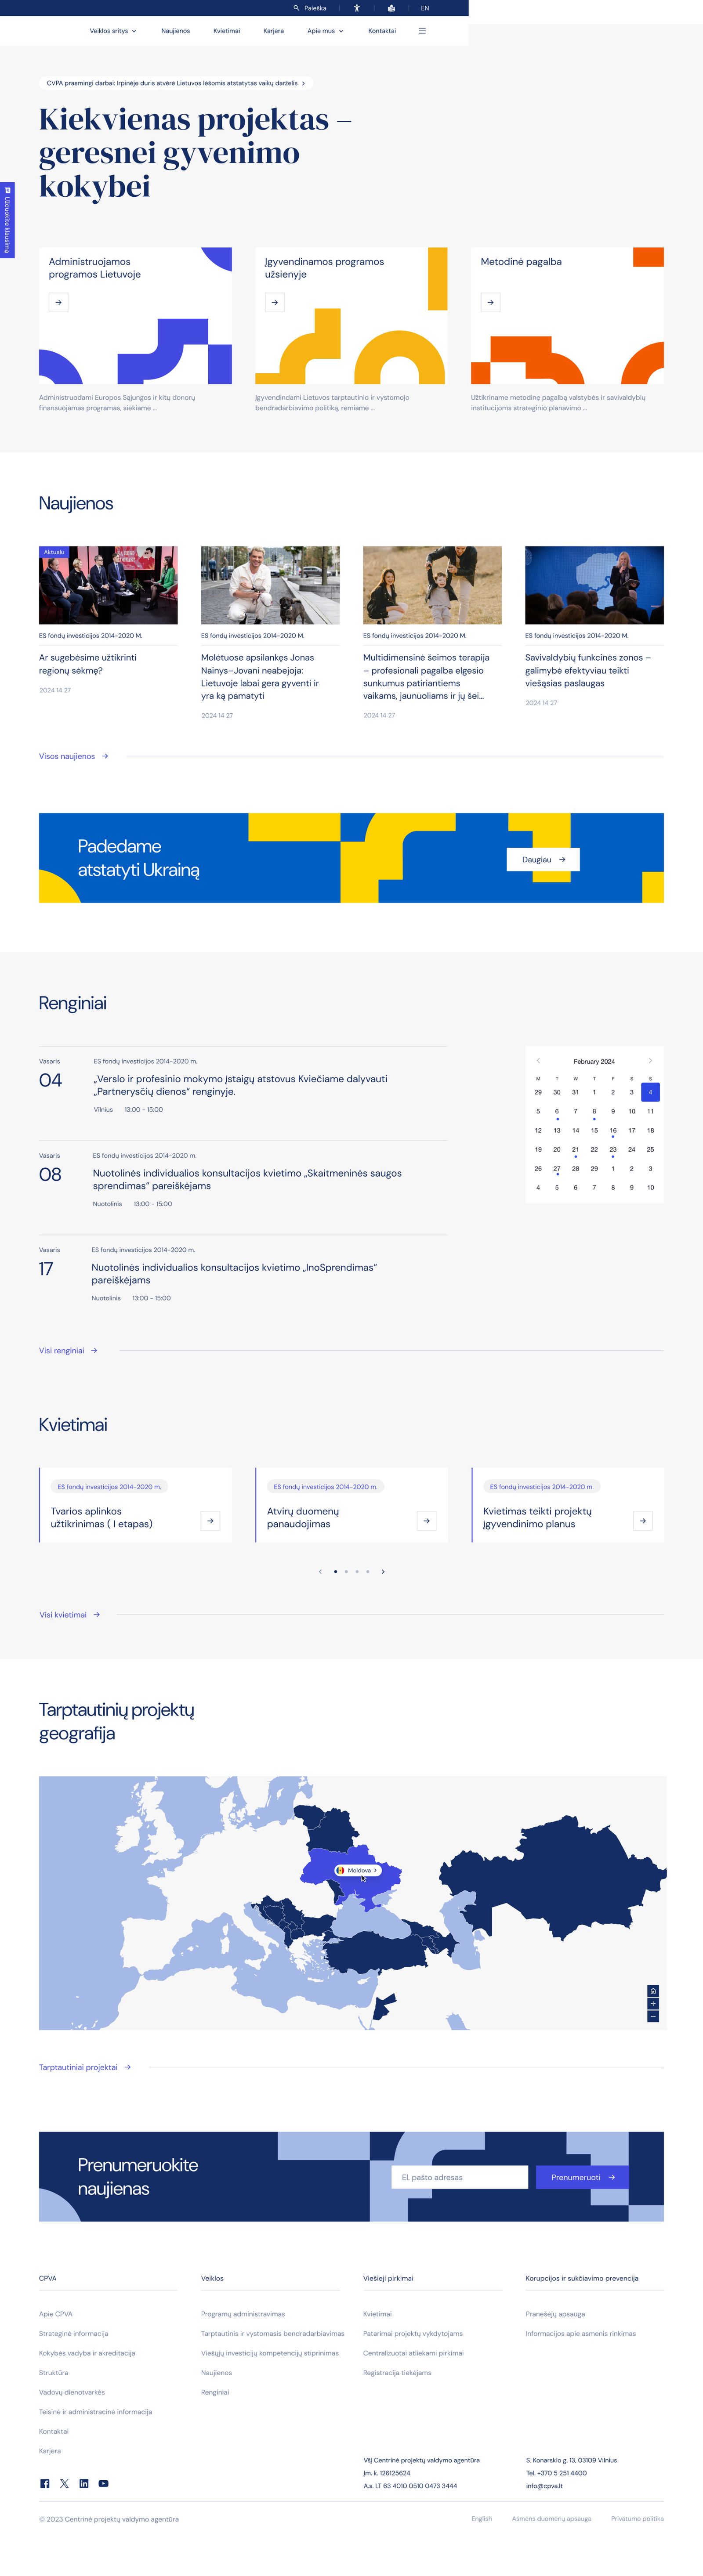 Paieška
EN
Veiklos sritys
Naujienos
Kvietimai
Karjera
Apie mus
Kontaktai
CVPA prasmingi darbai: Irpinėje duris atvėrė Lietuvos lėšomis atstatytas vaikų darželis
Kiekvienas projektas –
geresnei gyvenimo
kokybei
Užduokite klausimą
Administruojamos
programos Lietuvoje
Įgyvendinamos programos
užsienyje
Metodinė pagalba
Administruodami Europos Sąjungos ir kitų donorų
finansuojamas programas, siekiame ...
Įgyvendindami Lietuvos tarptautinio ir vystomojo
bendradarbiavimo politiką, remiame ...
Užtikriname metodinę pagalbą valstybės ir savivaldybių
institucijoms strateginio planavimo ...
Naujienos
Aktualu
ES fondų investicijos 2014-2020 M.
Ar sugebėsime užtikrinti
regionų sėkmę?
2024 14 27
ES fondų investicijos 2014-2020 M.
Molėtuose apsilankęs Jonas
Nainys–Jovani neabejoja:
Lietuvoje labai gera gyventi ir
yra ką pamatyti
2024 14 27
ES fondų investicijos 2014-2020 M.
Multidimensinė šeimos terapija
– profesionali pagalba elgesio
sunkumus patiriantiems
vaikams, jaunuoliams ir jų šei...
2024 14 27
ES fondų investicijos 2014-2020 M.
Savivaldybių funkcinės zonos –
galimybė efektyviau teikti
viešąsias paslaugas
2024 14 27
Visos naujienos
Padedame
atstatyti Ukrainą
Daugiau
Renginiai
Vasaris
04
ES fondų investicijos 2014-2020 m.
„Verslo ir profesinio mokymo įstaigų atstovus Kviečiame dalyvauti
„Partnerysčių dienos“ renginyje.
Vilnius 13:00 - 15:00
Vasaris
08
ES fondų investicijos 2014-2020 m.
Nuotolinės individualios konsultacijos kvietimo „Skaitmeninės saugos
sprendimas“ pareiškėjams
Nuotolinis 13:00 - 15:00
Vasaris
17
ES fondų investicijos 2014-2020 m.
Nuotolinės individualios konsultacijos kvietimo „InoSprendimas“
pareiškėjams
Nuotolinis 13:00 - 15:00
February 2024
M T W T F S S
29 30 31 1 2 3 4
5 6 7 8 9 10 11
12 13 14 15 16 17 18
19 20 21 22 23 24 25
26 27 28 29 1 2 3
4 5 6 7 8 9 10
Visi renginiai
Kvietimai
ES fondų investicijos 2014-2020 m.
Tvarios aplinkos
užtikrinimas ( I etapas)
ES fondų investicijos 2014-2020 m.
Atvirų duomenų
panaudojimas
ES fondų investicijos 2014-2020 m.
Kvietimas teikti projektų
įgyvendinimo planus
Visi kvietimai
Tarptautinių projektų
geografija
Moldova
Tarptautiniai projektai
Prenumeruokite
naujienas
El. pašto adresas
Prenumeruoti
CPVA
Apie CPVA
Strateginė informacija
Kokybės vadyba ir akreditacija
Struktūra
Vadovų dienotvarkės
Teisinė ir administracinė informacija
Kontaktai
Karjera
Veiklos
Programų administravimas
Tarptautinis ir vystomasis bendradarbiavimas
Viešųjų investicijų kompetencijų stiprinimas
Naujienos
Renginiai
Viešieji pirkimai
Kvietimai
Patarimai projektų vykdytojams
Centralizuotai atliekami pirkimai
Registracija tiekėjams
Korupcijos ir sukčiavimo prevencija
Pranešėjų apsauga
Informacijos apie asmenis rinkimas
VšĮ Centrinė projektų valdymo agentūra
Įm. k. 126125624
A.s. LT 63 4010 0510 0473 3444
S. Konarskio g. 13, 03109 Vilnius
Tel. +370 5 251 4400
info@cpva.lt
© 2023 Centrinė projektų valdymo agentūra
English
Asmens duomenų apsauga
Privatumo politika